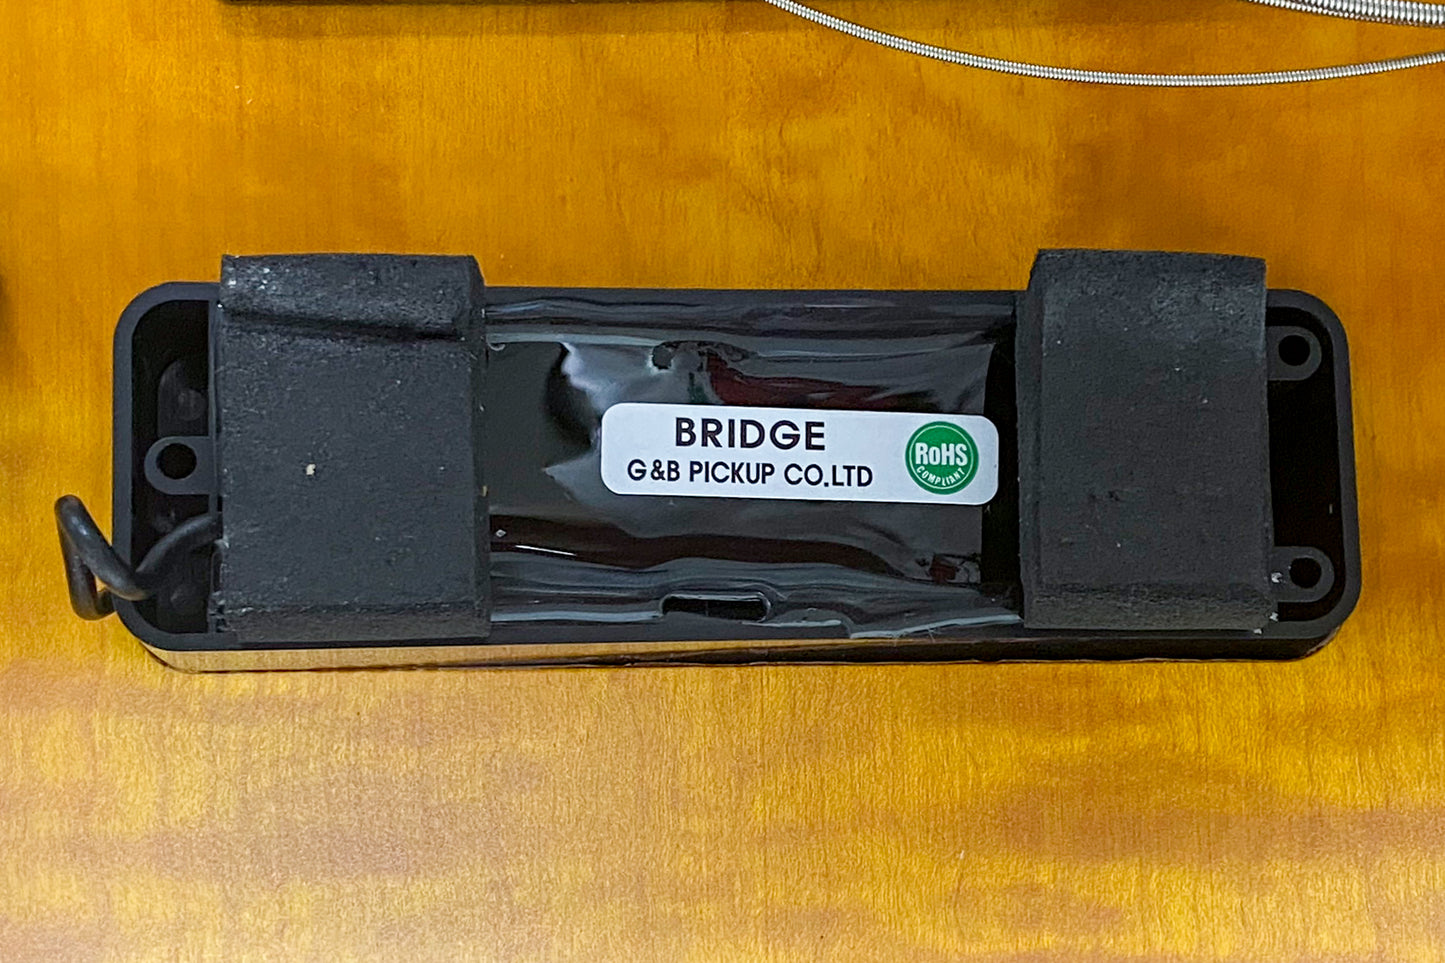 BRIDGE
G&B PICKUP CO.LTD
RoHS
COMPLIANT